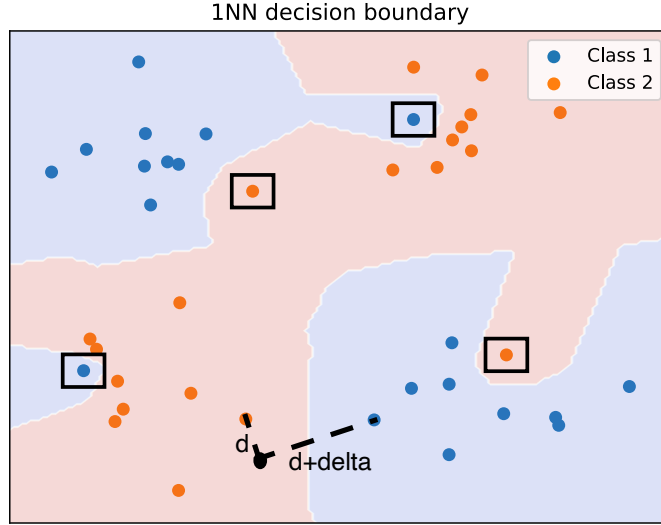 1NN decision boundary
Class 1
Class 2
d
d+delta